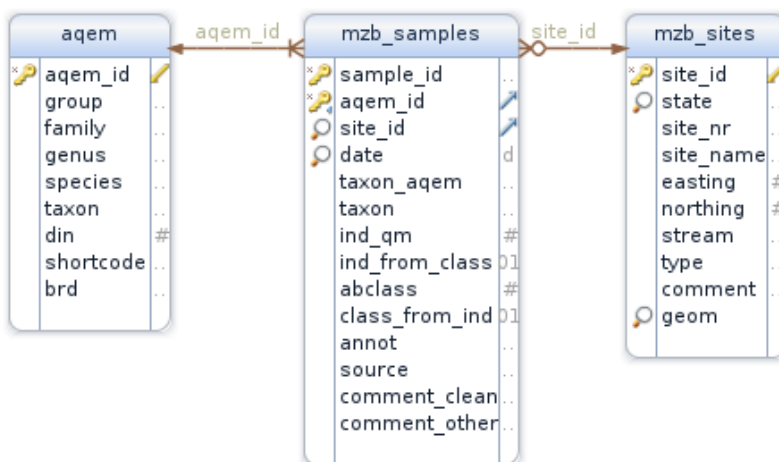 aqem
aqem_id
group
family
genus
species
taxon
din #
shortcode
brd
aqem_id
mzb_samples
sample_id
aqem_id
site_id
date d
taxon_aqem
taxon
ind_qm #
ind_from_class 01
abclass #
class_from_ind 01
annot
source
comment_clean
comment_other
site_id
mzb_sites
site_id
state
site_nr
site_name
easting #
northing #
stream
type
comment
geom